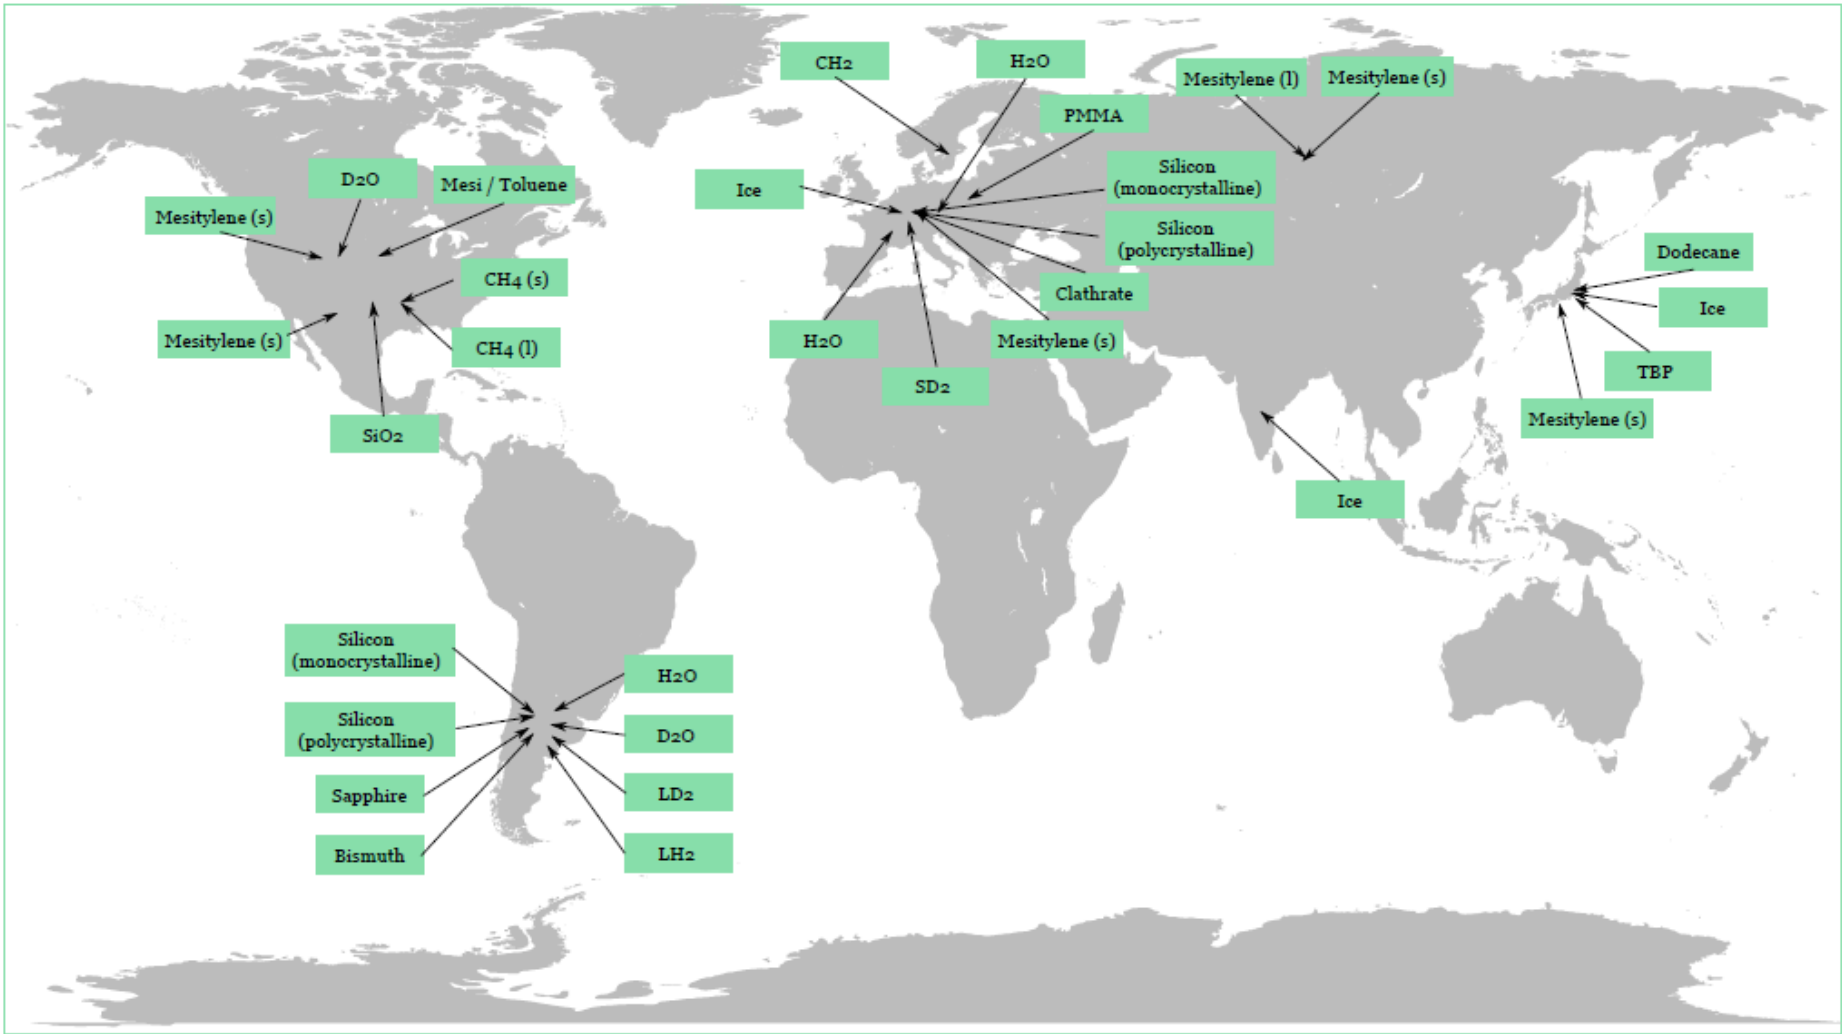 CH2
H2O
Mesitylene (l)
Mesitylene (s)
PMMA
D2O
Mesi / Toluene
Ice
Silicon
(monocrystalline)
Mesitylene (s)
Silicon
(polycrystalline)
Dodecane
CH4 (s)
Clathrate
Ice
Mesitylene (s)
CH4 (l)
H2O
Mesitylene (s)
TBP
SD2
Mesitylene (s)
SiO2
Ice
Silicon
(monocrystalline)
H2O
Silicon
(polycrystalline)
D2O
Sapphire
LD2
Bismuth
LH2